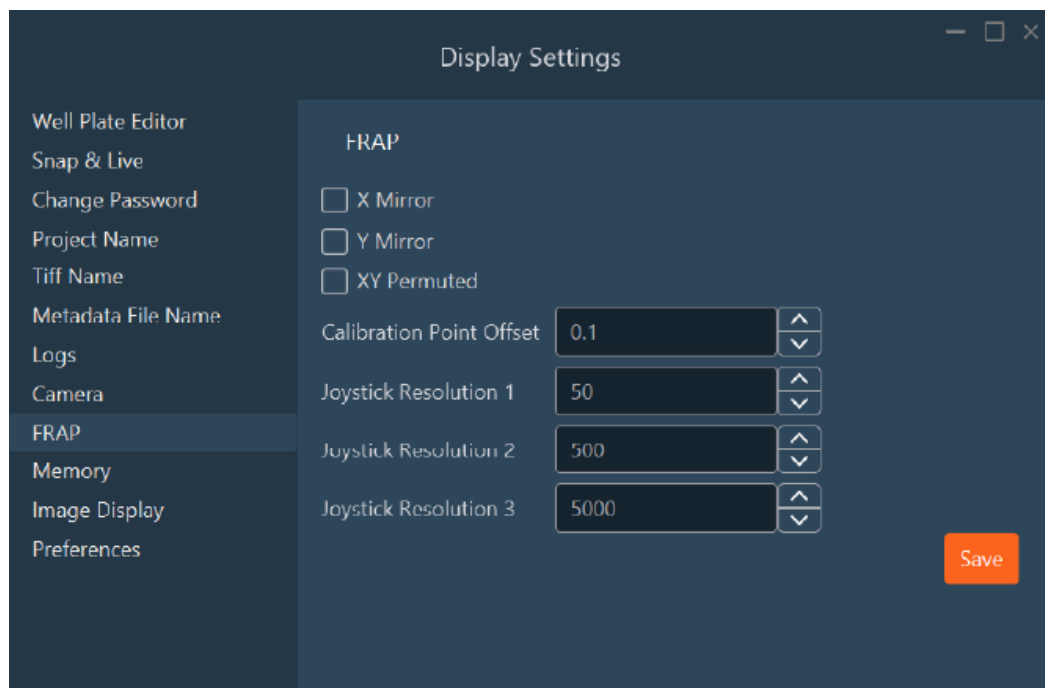 Display Settings
Well Plate Editor
Snap & Live
Change Password
Project Name
Tiff Name
Metadata File Name
Logs
Camera
FRAP
Memory
Image Display
Preferences
FRAP
X Mirror
Y Mirror
XY Permuted
Calibration Point Offset 0.1
Joystick Resolution 1 50
Joystick Resolution 2 500
Joystick Resolution 3 5000
Save